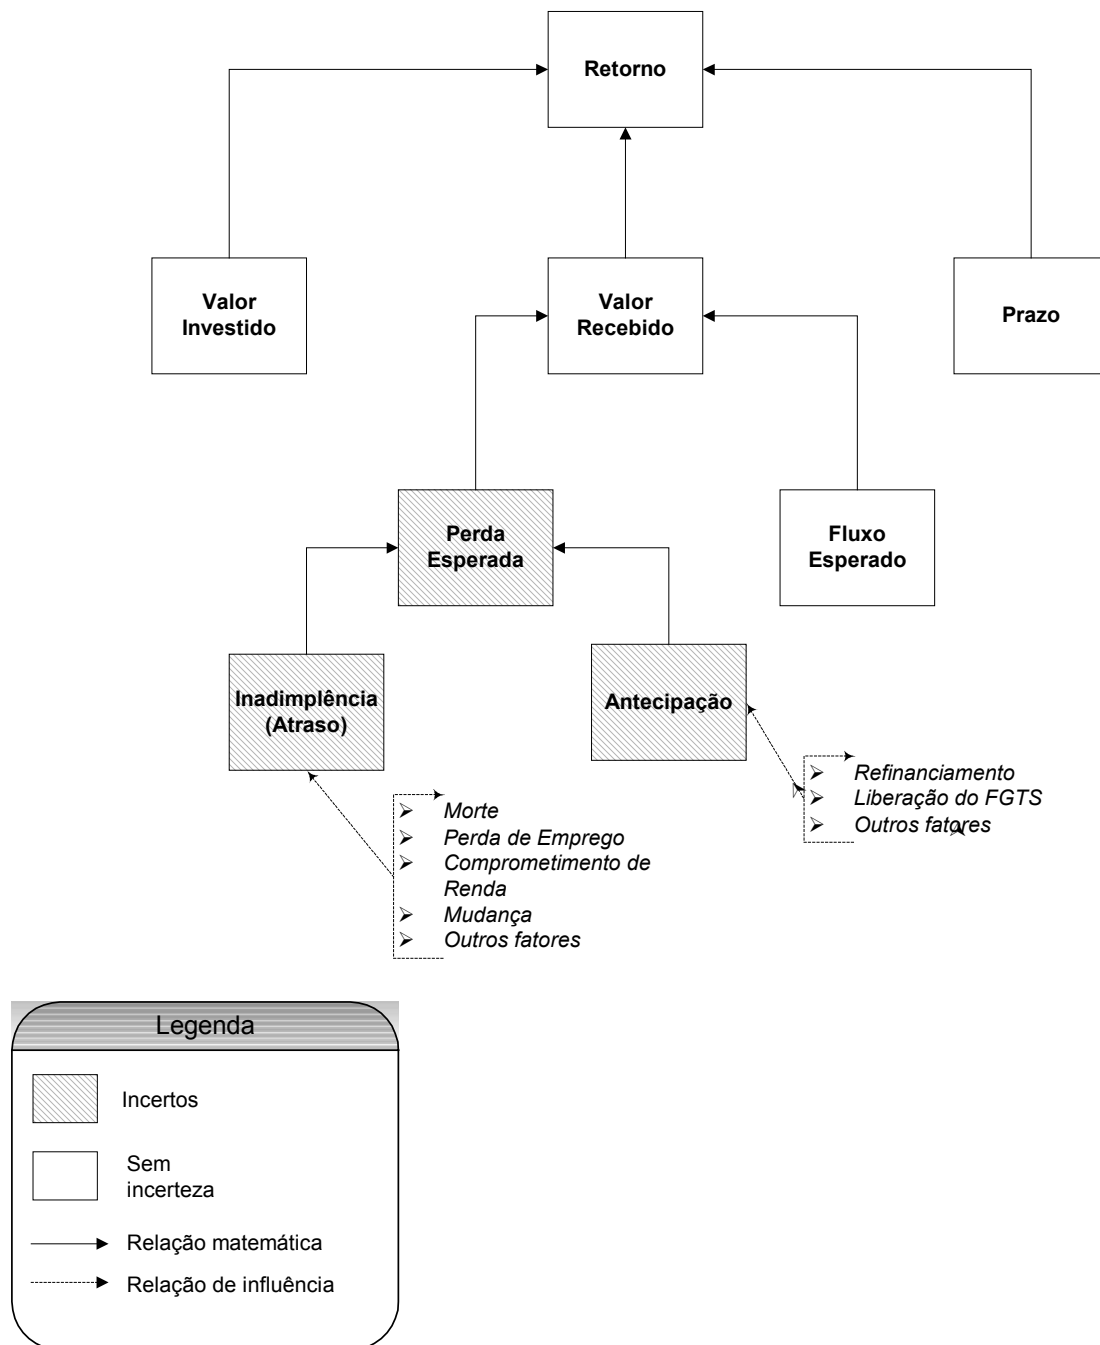 Retorno
Valor
Investido
Valor
Recebido
Prazo
Perda
Esperada
Fluxo
Esperado
Inadimplência
(Atraso)
Antecipação
Refinanciamento
Liberação do FGTS
Outros fatores
Morte
Perda de Emprego
Comprometimento de
Renda
Mudança
Outros fatores
Legenda
Incertos
Sem
incerteza
Relação matemática
Relação de influência